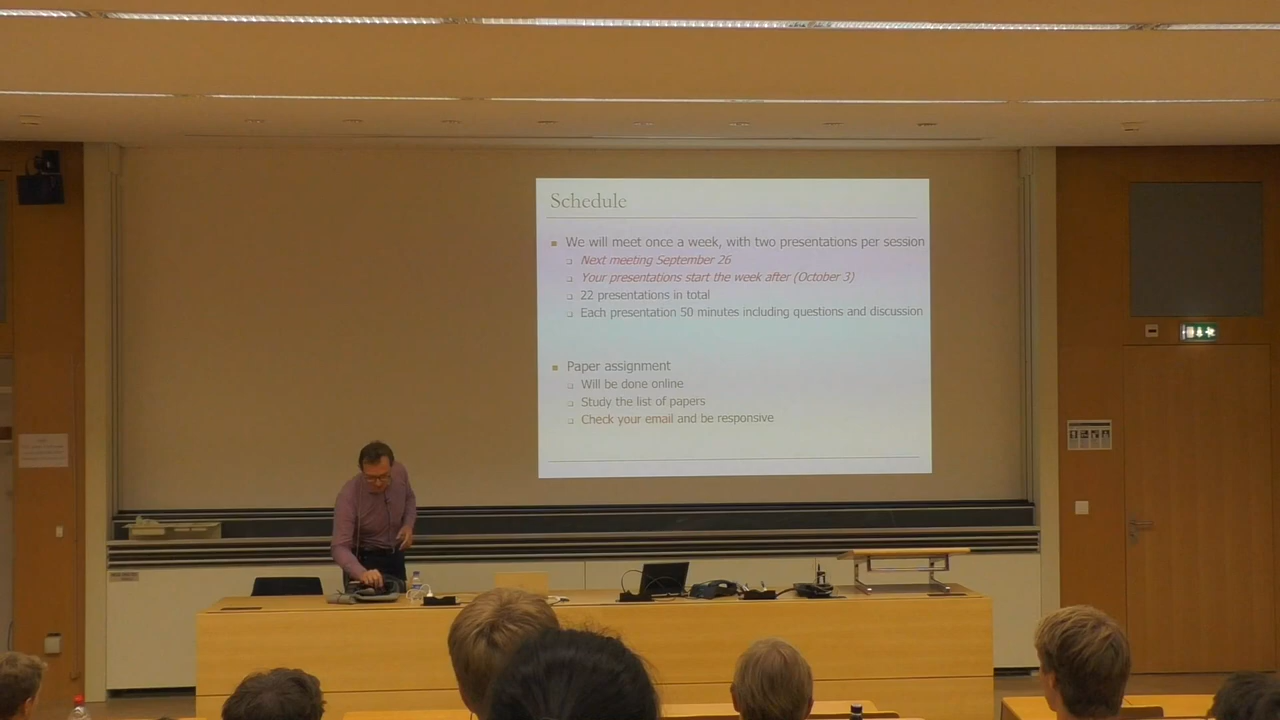 Schedule
We will meet once a week, with two presentations per session
Next meeting September 26
Your presentations start the week after (October 3)
22 presentations in total
Each presentation 50 minutes including questions and discussion
Paper assignment
Will be done online
Study the list of papers
Check your email and be responsive